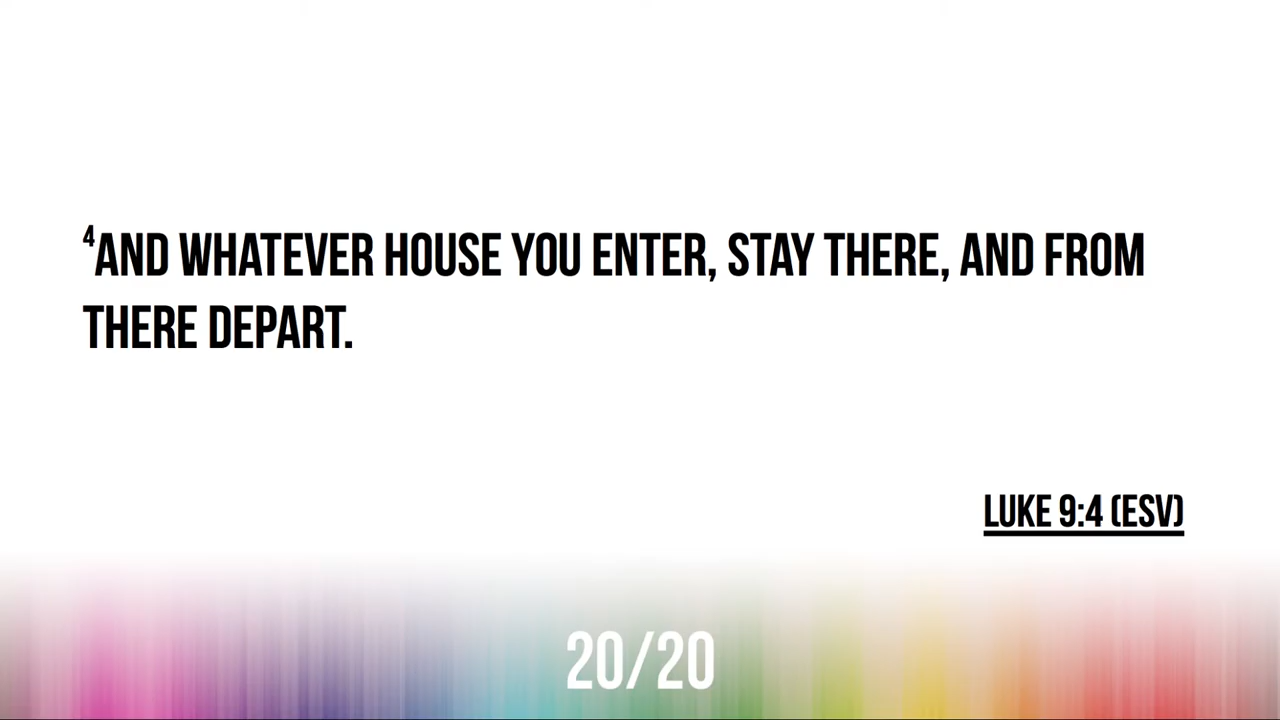 ⁴AND WHATEVER HOUSE YOU ENTER, STAY THERE, AND FROM
THERE DEPART.
LUKE 9:4 (ESV)
20/20